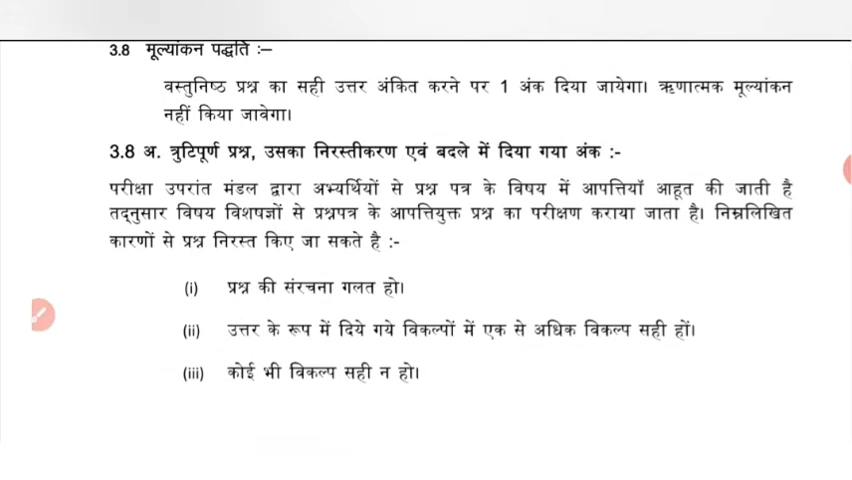 3.8 मूल्यांकन पद्धति :–
वस्तुनिष्ठ प्रश्न का सही उत्तर अंकित करने पर 1 अंक दिया जायेगा। ऋणात्मक मूल्यांकन
नहीं किया जावेगा।
3.8 अ. त्रुटिपूर्ण प्रश्न, उसका निरस्तीकरण एवं बदले में दिया गया अंक :-
परीक्षा उपरांत मंडल द्वारा अभ्यर्थियों से प्रश्न पत्र के विषय में आपत्तियॉ आहूत की जाती है
तद्नुसार विषय विशषज्ञों से प्रश्नपत्र के आपत्तियुक्त प्रश्न का परीक्षण कराया जाता है। निम्नलिखित
कारणों से प्रश्न निरस्त किए जा सकते है :-
(i) प्रश्न की संरचना गलत हो।
(ii) उत्तर के रूप में दिये गये विकल्पों में एक से अधिक विकल्प सही हों।
(iii) कोई भी विकल्प सही न हो।